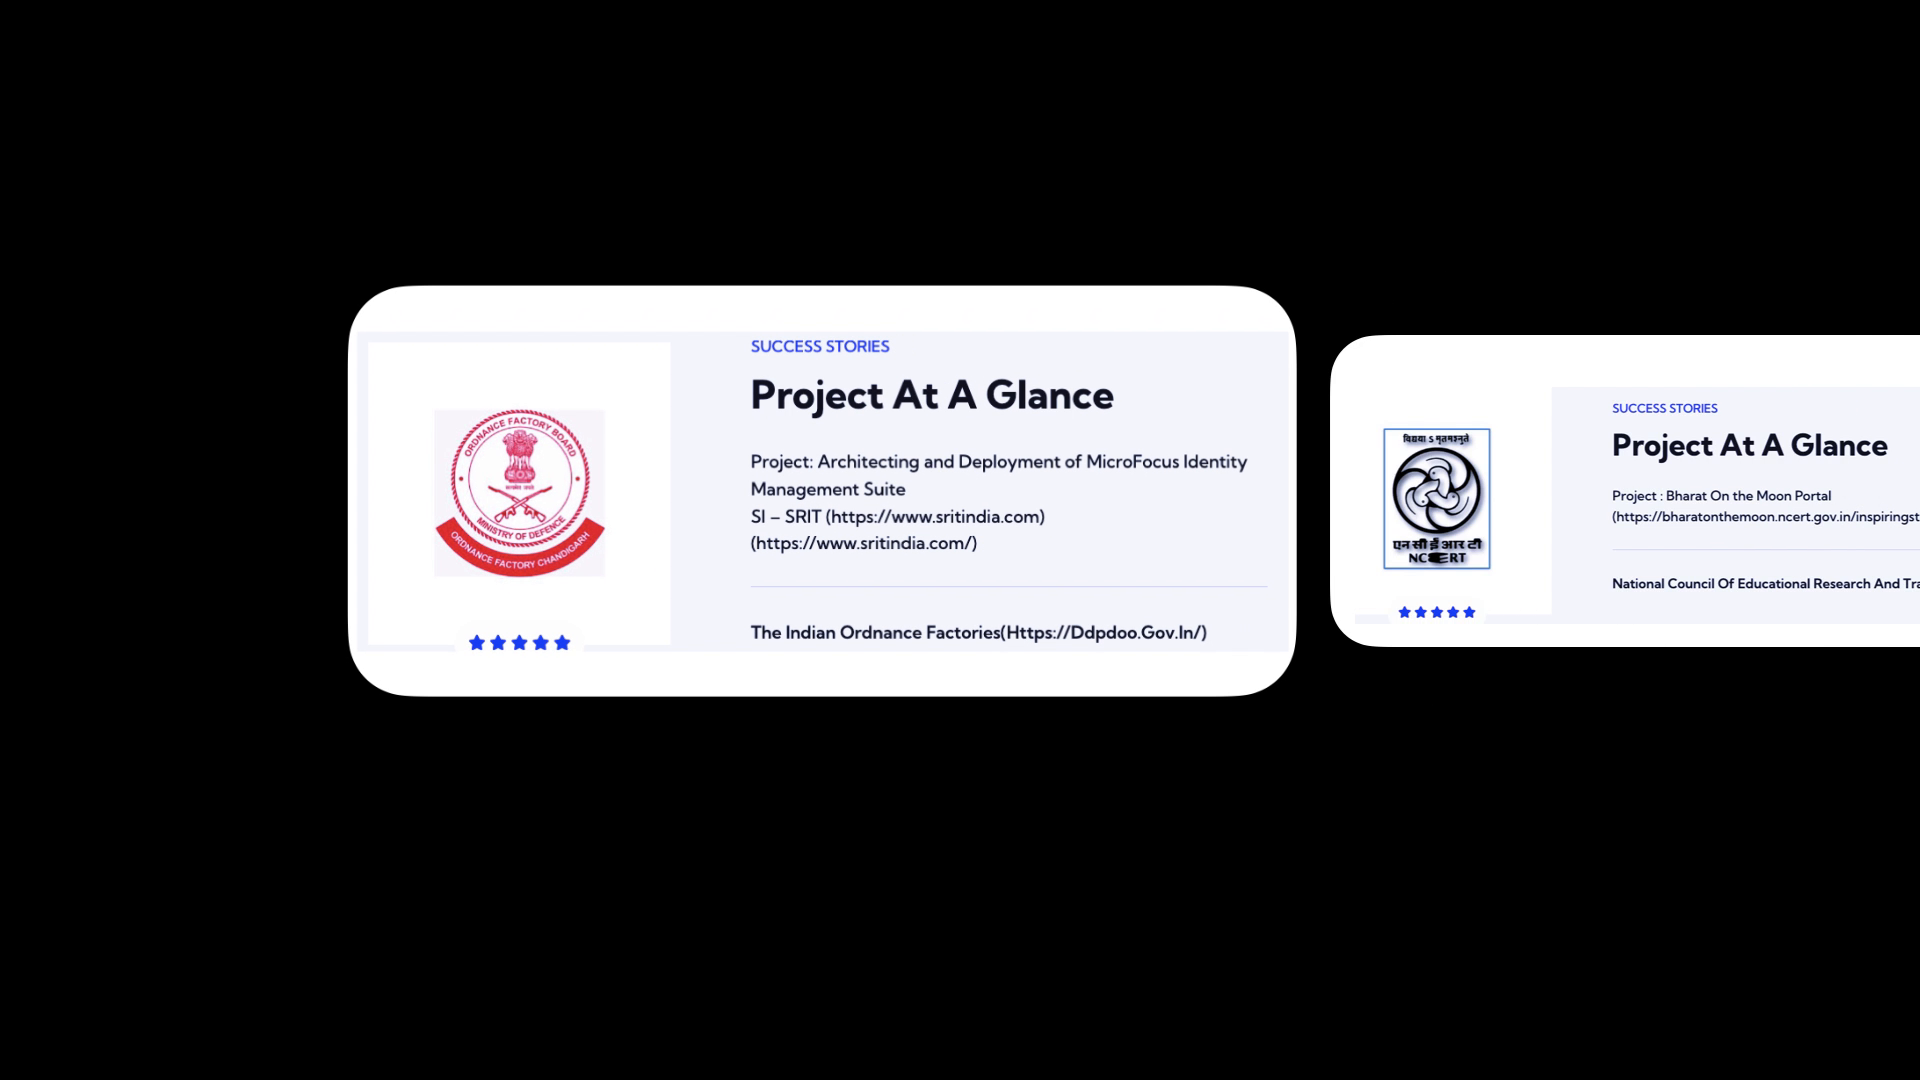 ORDNANCE FACTORY BOARD
सत्यमेव जयते
MINISTRY OF DEFENCE
ORDNANCE FACTORY CHANDIGARH
SUCCESS STORIES
Project At A Glance
Project: Architecting and Deployment of MicroFocus Identity
Management Suite
SI – SRIT (https://www.sritindia.com)
(https://www.sritindia.com/)
The Indian Ordnance Factories(Https://Ddpdoo.Gov.In/)
विद्यया ऽ मृतमश्नुते
एन सी ई आर टी
NCERT
SUCCESS STORIES
Project At A Glance
Project : Bharat On the Moon Portal
(https://bharatonthemoon.ncert.gov.in/inspiringst
National Council Of Educational Research And Tra